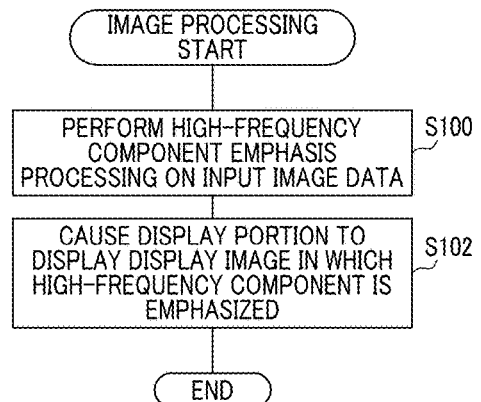 IMAGE PROCESSING
START
PERFORM HIGH-FREQUENCY
COMPONENT EMPHASIS
PROCESSING ON INPUT IMAGE DATA
S100
CAUSE DISPLAY PORTION TO
DISPLAY DISPLAY IMAGE IN WHICH
HIGH-FREQUENCY COMPONENT IS
EMPHASIZED
S102
END